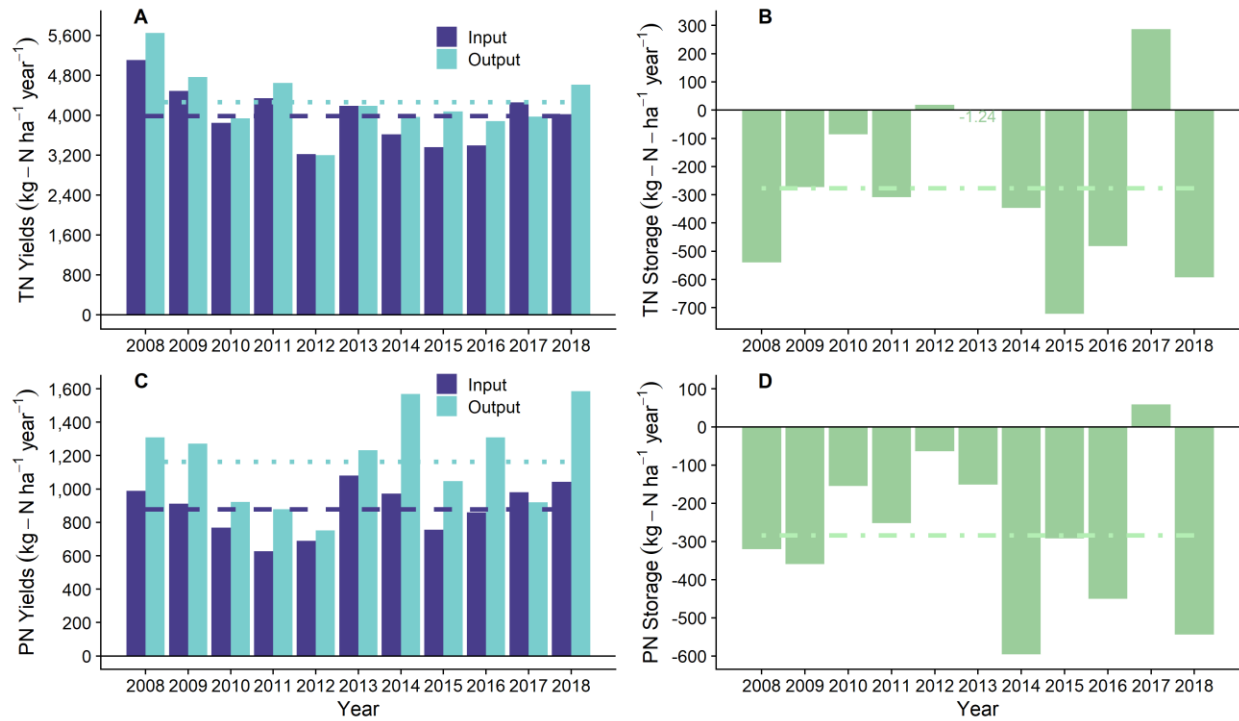 A
TN Yields (kg – N ha⁻¹ year⁻¹)
5,600
4,800
4,000
3,200
2,400
1,600
800
0
Input
Output
2008 2009 2010 2011 2012 2013 2014 2015 2016 2017 2018
B
TN Storage (kg – N – ha⁻¹ year⁻¹)
300
200
100
0
-100
-200
-300
-400
-500
-600
-700
-1.24
2008 2009 2010 2011 2012 2013 2014 2015 2016 2017 2018
C
PN Yields (kg – N ha⁻¹ year⁻¹)
1,600
1,400
1,200
1,000
800
600
400
200
0
Input
Output
2008 2009 2010 2011 2012 2013 2014 2015 2016 2017 2018
Year
D
PN Storage (kg – N ha⁻¹ year⁻¹)
100
0
-100
-200
-300
-400
-500
-600
2008 2009 2010 2011 2012 2013 2014 2015 2016 2017 2018
Year